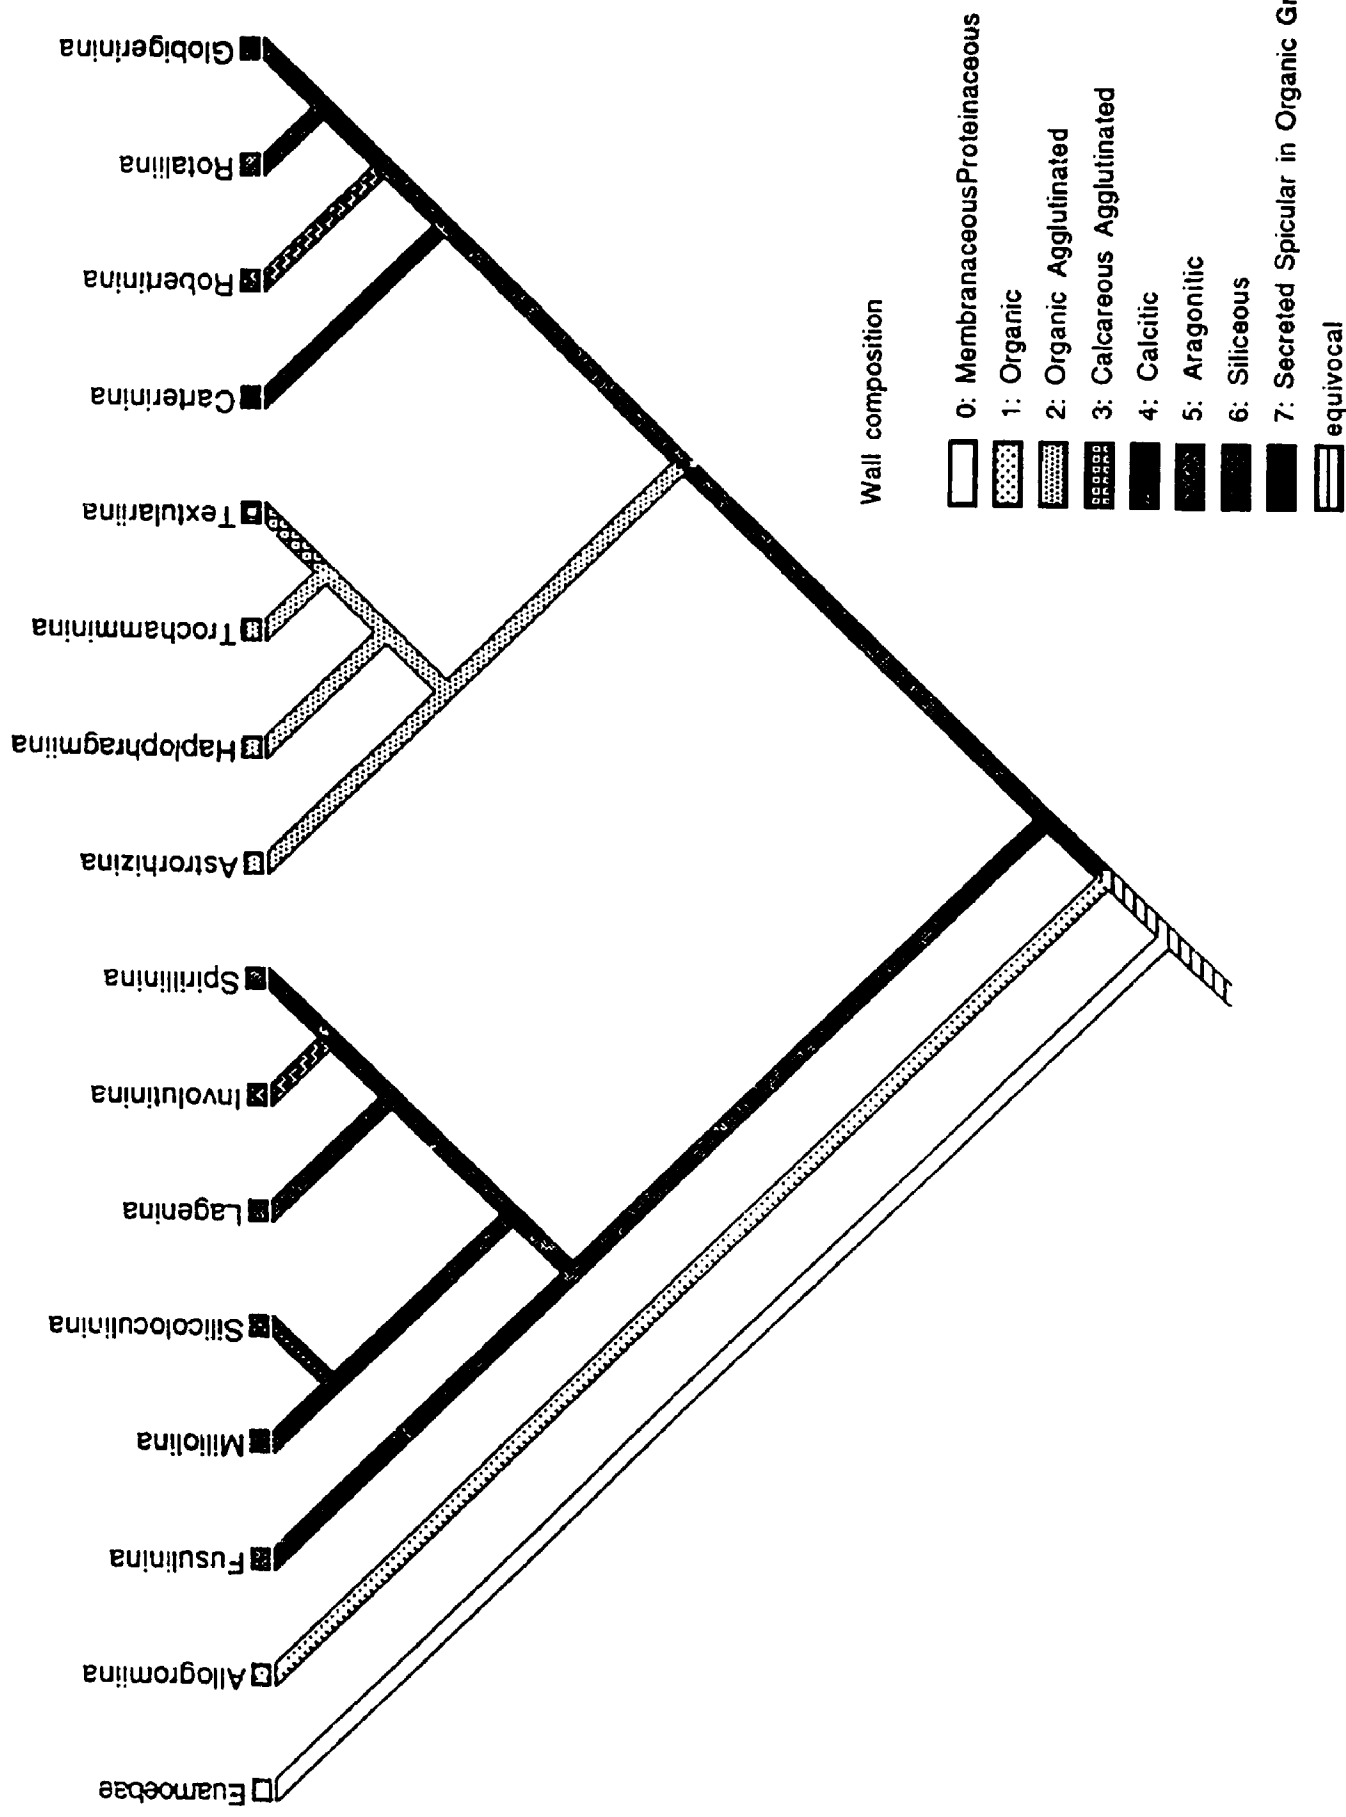 Globigerinina
Rotaliina
Robertinina
Carterinina
Textulariina
Trochamminina
Haplophragmiina
Astrorhizina
Spirillinina
Involutinina
Lagenina
Silicoloculinina
Miliolina
Fusulinina
Allogromiina
Euamoebae
Wall composition
0: MembranaceousProteinaceous
1: Organic
2: Organic Agglutinated
3: Calcareous Agglutinated
4: Calcitic
5: Aragonitic
6: Siliceous
7: Secreted Spicular in Organic Gr
equivocal